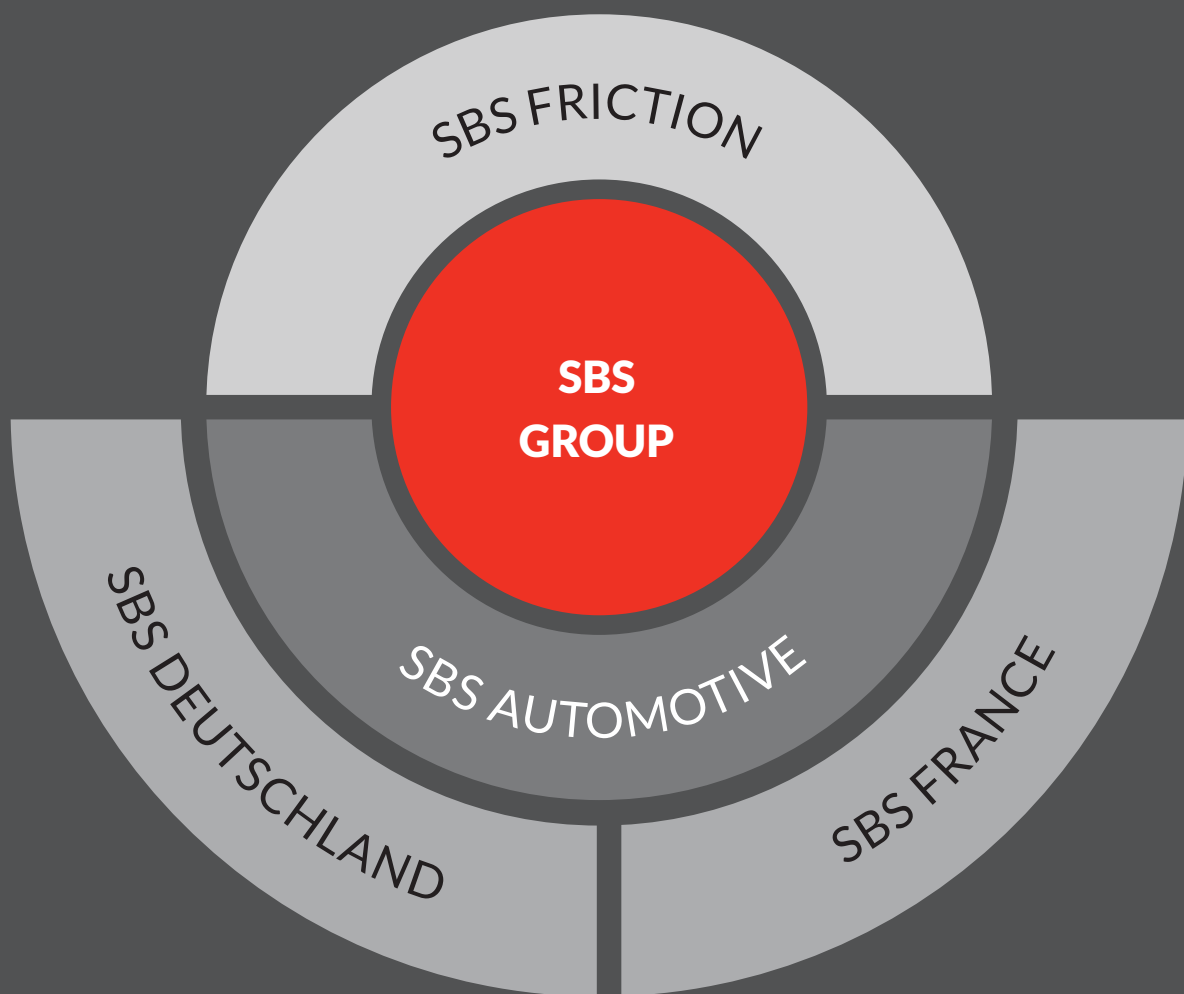 SBS FRICTION
SBS
GROUP
SBS AUTOMOTIVE
SBS DEUTSCHLAND
SBS FRANCE